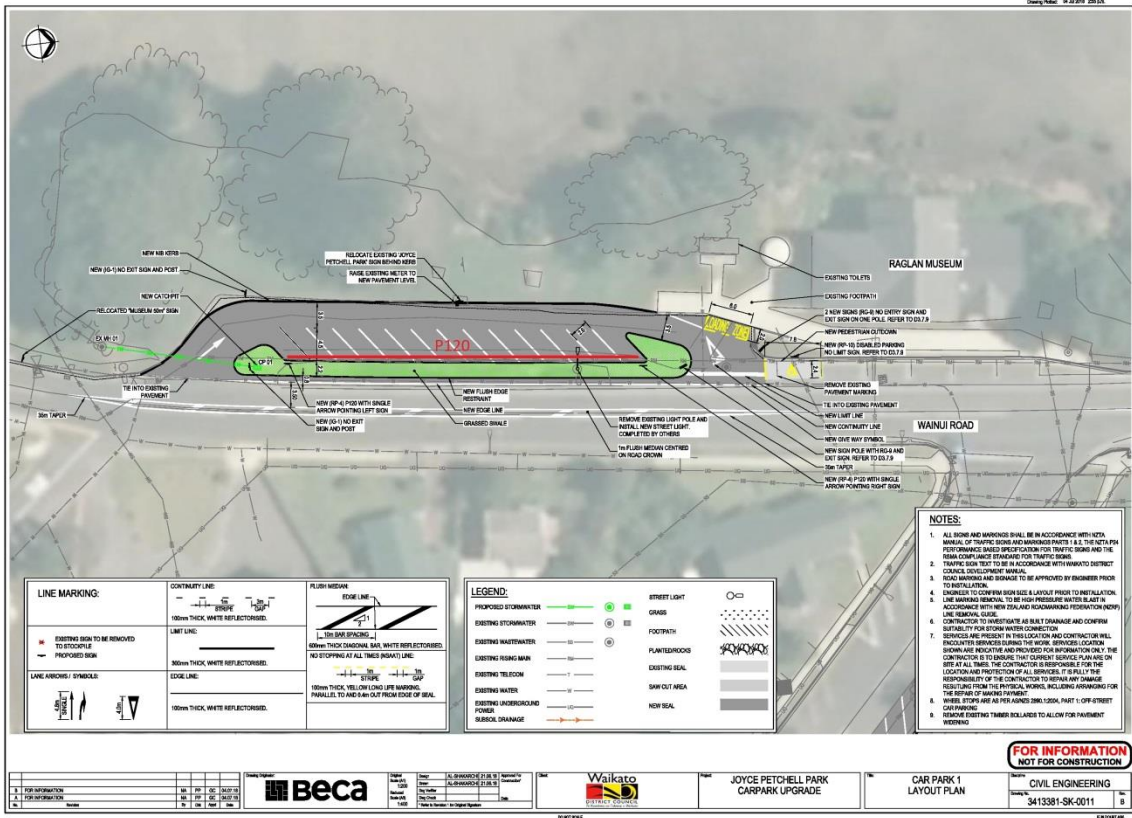 Drawing Plotted:
RAGLAN MUSEUM
WAINUI ROAD
P120
LOADING ZONE
NEW NIB KERB
NEW (IG-1) NO EXIT SIGN AND POST
NEW CATCHPIT
RELOCATED "MUSEUM 50m" SIGN
EX MH 01
CP 01
TIE INTO EXISTING
PAVEMENT
30m TAPER
RELOCATE EXISTING 'JOYCE
PETCHELL PARK' SIGN BEHIND KERB
RAISE EXISTING METER TO
NEW PAVEMENT LEVEL
NEW (RP-4) P120 WITH SINGLE
ARROW POINTING LEFT SIGN
NEW (IG-1) NO EXIT
SIGN AND POST
NEW FLUSH EDGE
RESTRAINT
NEW EDGE LINE
GRASSED SWALE
REMOVE EXISTING LIGHT POLE AND
INSTALL NEW STREET LIGHT.
COMPLETED BY OTHERS
1m FLUSH MEDIAN CENTRED
ON ROAD CROWN
EXISTING TOILETS
EXISTING FOOTPATH
2 NEW SIGNS (RG-9) NO ENTRY SIGN AND
EXIT SIGN ON ONE POLE. REFER TO D3.7.9
NEW PEDESTRIAN CUTDOWN
NEW (RP-10) DISABLED PARKING
NO LIMIT SIGN. REFER TO D3.7.9
REMOVE EXISTING
PAVEMENT MARKING
TIE INTO EXISTING PAVEMENT
NEW LIMIT LINE
NEW CONTINUITY LINE
NEW GIVE WAY SYMBOL
NEW SIGN POLE WITH RG-9 AND
EXIT SIGN. REFER TO D3.7.9
30m TAPER
NEW (RP-4) P120 WITH SINGLE
ARROW POINTING RIGHT SIGN
LINE MARKING:
EXISTING SIGN TO BE REMOVED
TO STOCKPILE
PROPOSED SIGN
LANE ARROWS / SYMBOLS:
CONTINUITY LINE:
1m
STRIPE
3m
GAP
100mm THICK, WHITE REFLECTORISED.
LIMIT LINE:
300mm THICK, WHITE REFLECTORISED.
EDGE LINE:
100mm THICK, WHITE REFLECTORISED.
FLUSH MEDIAN:
EDGE LINE
10m BAR SPACING
600mm THICK DIAGONAL BAR, WHITE REFLECTORISED.
NO STOPPING AT ALL TIMES (NSAAT) LINE:
1m
STRIPE
1m
GAP
100mm THICK, YELLOW LONG LIFE MARKING.
PARALLEL TO AND 0.4m OUT FROM EDGE OF SEAL.
LEGEND:
PROPOSED STORMWATER
EXISTING STORMWATER
EXISTING WASTEWATER
EXISTING RISING MAIN
EXISTING TELECOM
EXISTING WATER
EXISTING UNDERGROUND
POWER
SUBSOIL DRAINAGE
STREET LIGHT
GRASS
FOOTPATH
PLANTED/ROCKS
EXISTING SEAL
SAW CUT AREA
NEW SEAL
NOTES:
1. ALL SIGNS AND MARKINGS SHALL BE IN ACCORDANCE WITH NZTA
MANUAL OF TRAFFIC SIGNS AND MARKINGS PARTS 1 & 2, THE NZTA P24
PERFORMANCE BASED SPECIFICATION FOR TRAFFIC SIGNS AND THE
RSMA COMPLIANCE STANDARD FOR TRAFFIC SIGNS.
2. TRAFFIC SIGN TEXT TO BE IN ACCORDANCE WITH WAIKATO DISTRICT
COUNCIL DEVELOPMENT MANUAL
3. ROAD MARKING AND SIGNAGE TO BE APPROVED BY ENGINEER PRIOR
TO INSTALLATION.
4. ENGINEER TO CONFIRM SIGN SIZE & LAYOUT PRIOR TO INSTALLATION.
5. LINE MARKING REMOVAL TO BE HIGH PRESSURE WATER BLAST IN
ACCORDANCE WITH NEW ZEALAND ROADMARKING FEDERATION (NZRF)
LINE REMOVAL GUIDE.
6. CONTRACTOR TO INVESTIGATE AS BUILT DRAINAGE AND CONFIRM
SUITABILITY FOR STORM WATER CONNECTION
7. SERVICES ARE PRESENT IN THIS LOCATION AND CONTRACTOR WILL
ENCOUNTER SERVICES DURING THE WORK. SERVICES LOCATION
SHOWN ARE INDICATIVE AND PROVIDED FOR INFORMATION ONLY. THE
CONTRACTOR IS TO ENSURE THAT CURRENT SERVICE PLAN ARE ON
SITE AT ALL TIMES. THE CONTRACTOR IS RESPONSIBLE FOR THE
LOCATION AND PROTECTION OF ALL SERVICES. IT IS FULLY THE
RESPONSIBILITY OF THE CONTRACTOR TO REPAIR ANY DAMAGE
RESULTING FROM THE PHYSICAL WORKS, INCLUDING ARRANGING FOR
THE REPAIR OF MAKING PAYMENT.
8. WHEEL STOPS ARE AS PER AS/NZS 2890.1:2004, PART 1: OFF-STREET
CAR PARKING
9. REMOVE EXISTING TIMBER BOLLARDS TO ALLOW FOR PAVEMENT
WIDENING
FOR INFORMATION
NOT FOR CONSTRUCTION
B FOR INFORMATION
A FOR INFORMATION
Beca
Waikato
DISTRICT COUNCIL
JOYCE PETCHELL PARK
CARPARK UPGRADE
CAR PARK 1
LAYOUT PLAN
CIVIL ENGINEERING
3413381-SK-0011
B